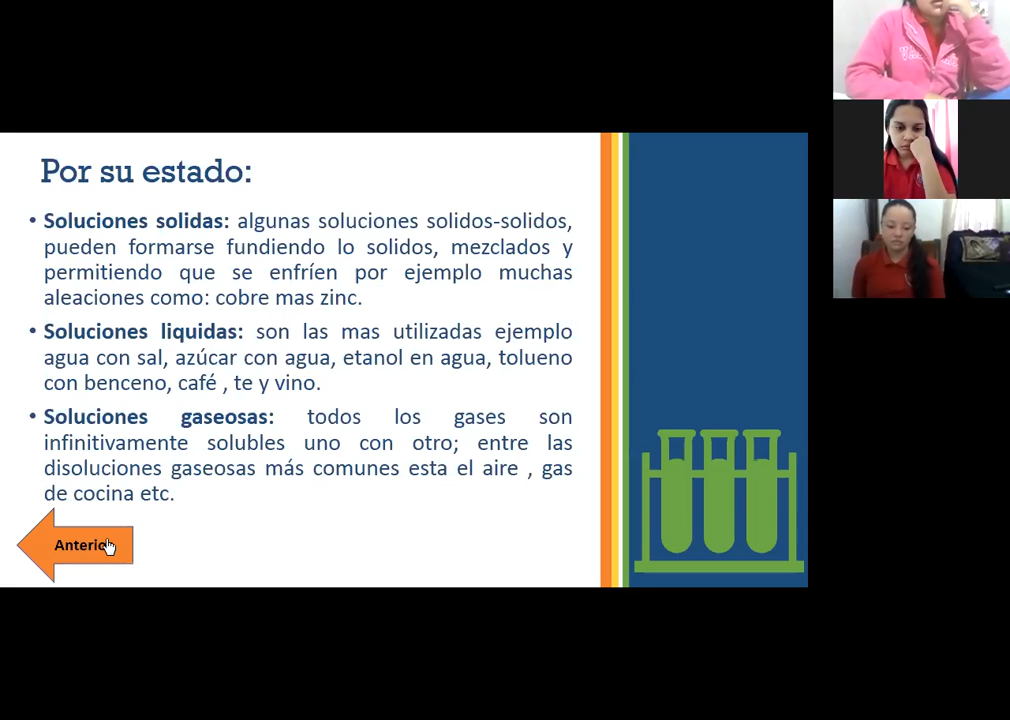 Por su estado:
• Soluciones solidas: algunas soluciones solidos-solidos,
pueden formarse fundiendo lo solidos, mezclados y
permitiendo que se enfríen por ejemplo muchas
aleaciones como: cobre mas zinc.
• Soluciones liquidas: son las mas utilizadas ejemplo
agua con sal, azúcar con agua, etanol en agua, tolueno
con benceno, café , te y vino.
• Soluciones gaseosas: todos los gases son
infinitivamente solubles uno con otro; entre las
disoluciones gaseosas más comunes esta el aire , gas
de cocina etc.
Anterior